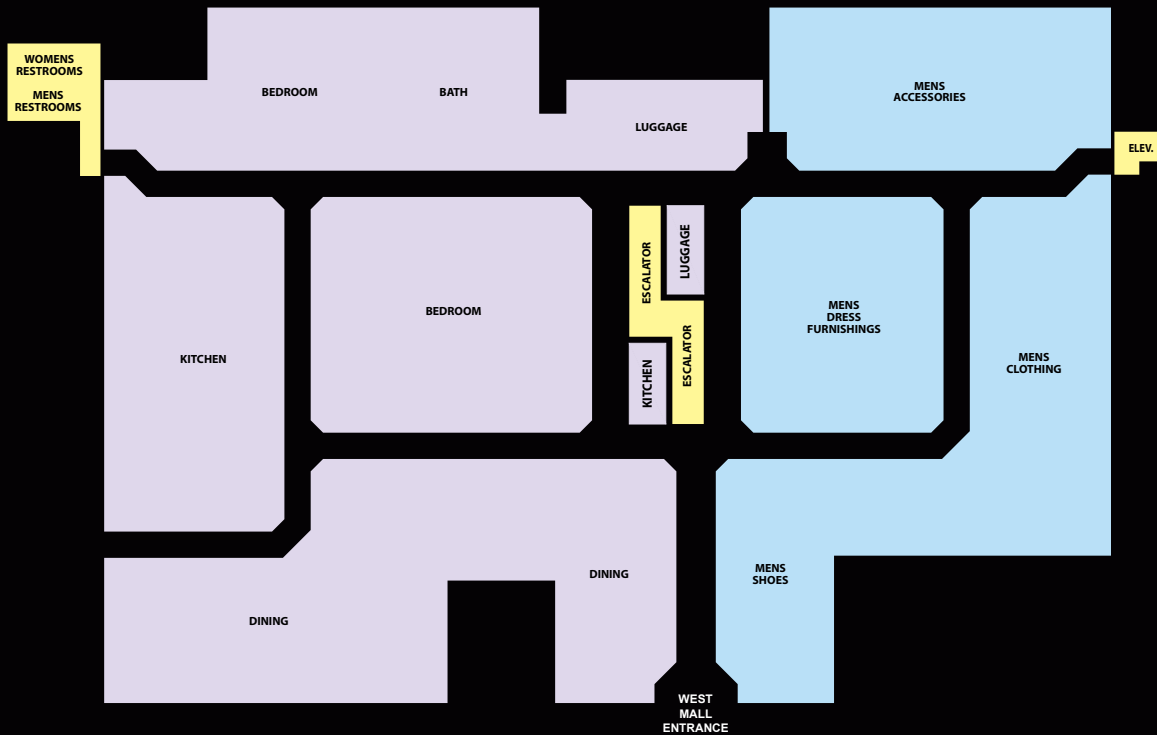 WOMENS
RESTROOMS
MENS
RESTROOMS
BEDROOM
BATH
LUGGAGE
MENS
ACCESSORIES
ELEV.
KITCHEN
BEDROOM
ESCALATOR
LUGGAGE
KITCHEN
ESCALATOR
MENS
DRESS
FURNISHINGS
MENS
CLOTHING
DINING
DINING
MENS
SHOES
WEST
MALL
ENTRANCE